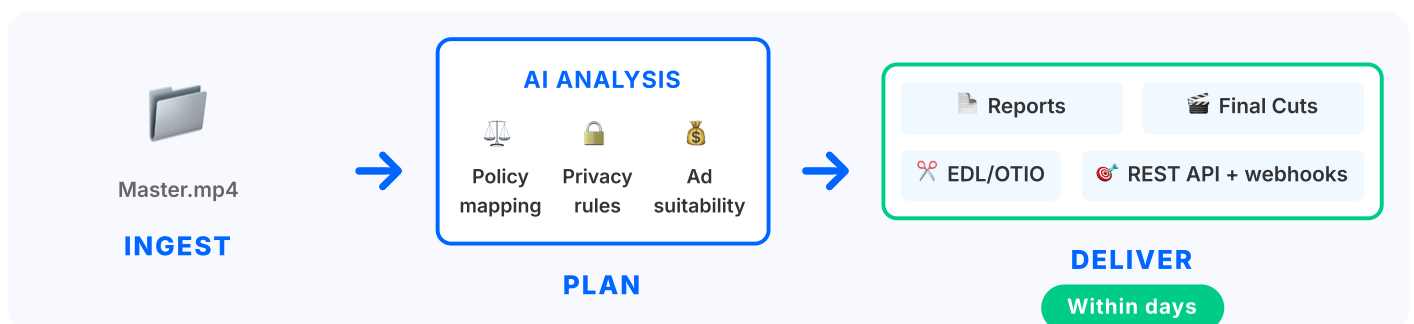 Master.mp4
INGEST
AI ANALYSIS
Policy
mapping
Privacy
rules
Ad
suitability
PLAN
Reports
Final Cuts
EDL/OTIO
REST API + webhooks
DELIVER
Within days